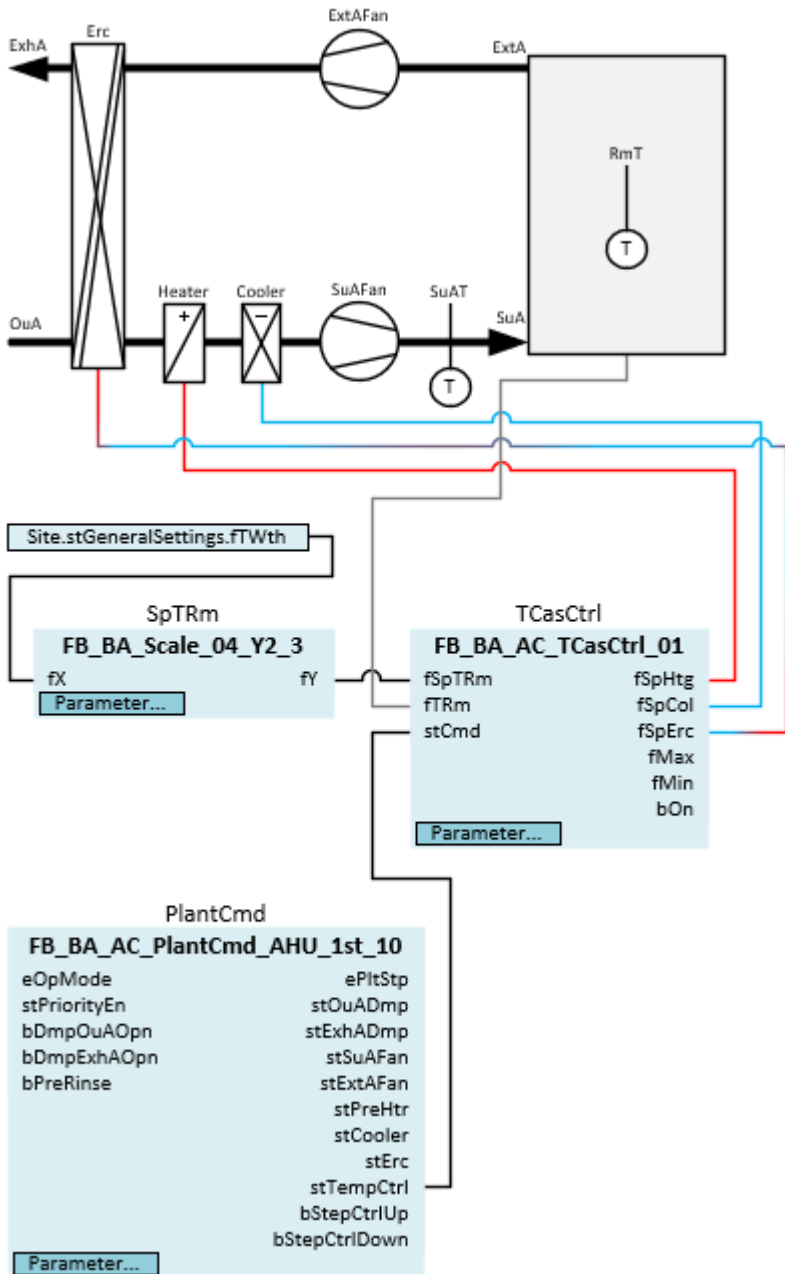 ExtAFan
ExhA
Erc
ExtA
RmT
T
Heater
Cooler
SuAFan
SuAT
OuA
+
−
SuA
T
Site.stGeneralSettings.fTWth
SpTRm
TCasCtrl
FB_BA_Scale_04_Y2_3
FB_BA_AC_TCasCtrl_01
fX
fY
fSpTRm
fSpHtg
Parameter...
fTRm
fSpCol
stCmd
fSpErc
fMax
fMin
bOn
Parameter...
PlantCmd
FB_BA_AC_PlantCmd_AHU_1st_10
eOpMode
ePltStp
stPriorityEn
stOuADmp
bDmpOuAOpn
stExhADmp
bDmpExhAOpn
stSuAFan
bPreRinse
stExtAFan
stPreHtr
stCooler
stErc
stTempCtrl
bStepCtrlUp
bStepCtrlDown
Parameter...